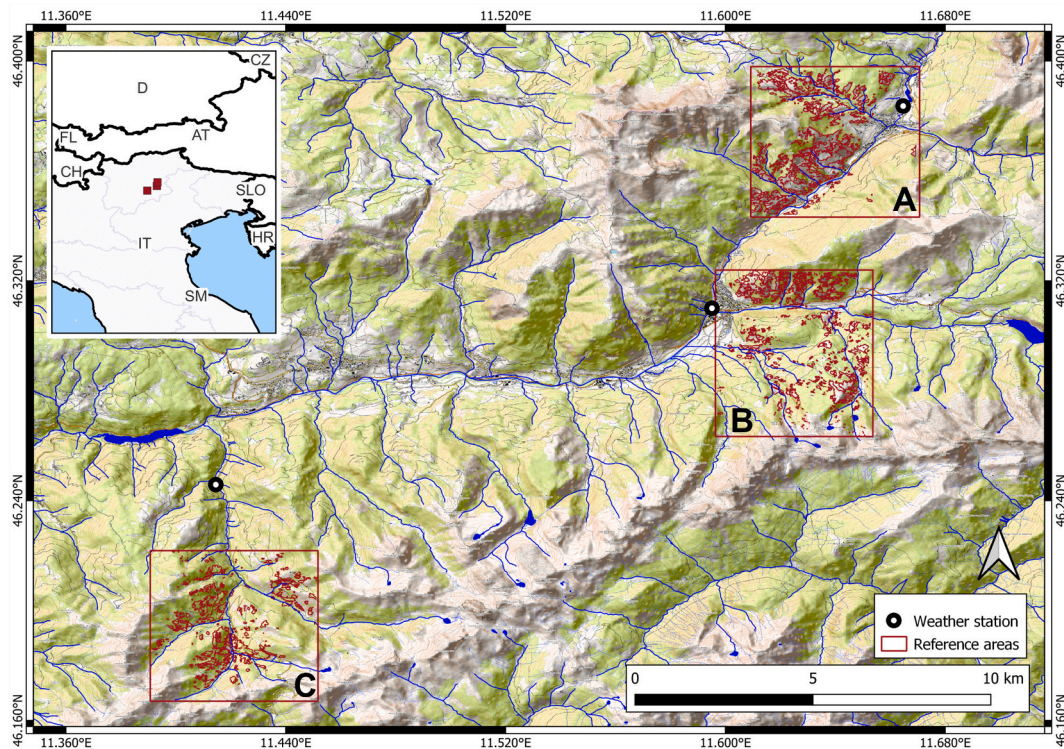 11.360°E 11.440°E 11.520°E 11.600°E 11.680°E
46.400°N 46.400°N
CZ
D
FL AT
CH
SLO
IT HR
SM
A
46.320°N 46.320°N
B
46.240°N 46.240°N
Weather station
Reference areas
C
0 5 10 km
46.160°N 46.160°N
11.360°E 11.440°E 11.520°E 11.600°E 11.680°E